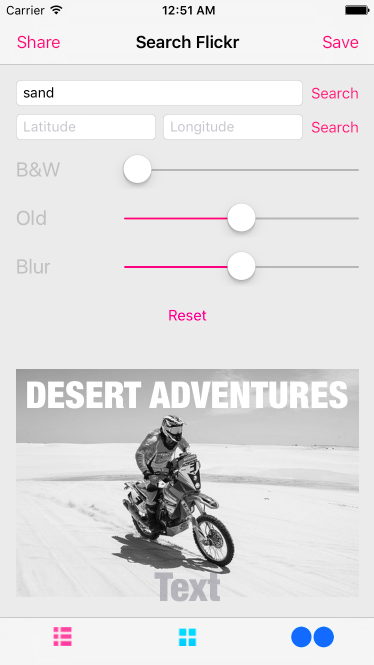 Carrier 12:51 AM
Share Search Flickr Save
sand Search
Latitude Longitude Search
B&W
Old
Blur
Reset
DESERT ADVENTURES
Text